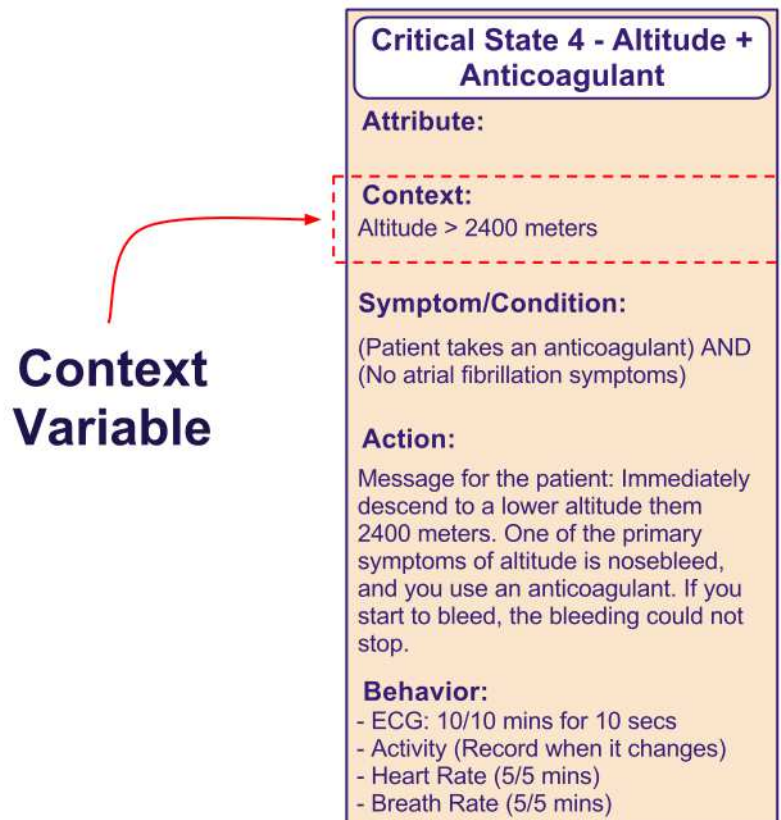 Critical State 4 - Altitude +
Anticoagulant
Attribute:
Context:
Altitude > 2400 meters
Symptom/Condition:
(Patient takes an anticoagulant) AND
(No atrial fibrillation symptoms)
Context
Variable
Action:
Message for the patient: Immediately
descend to a lower altitude them
2400 meters. One of the primary
symptoms of altitude is nosebleed,
and you use an anticoagulant. If you
start to bleed, the bleeding could not
stop.
Behavior:
- ECG: 10/10 mins for 10 secs
- Activity (Record when it changes)
- Heart Rate (5/5 mins)
- Breath Rate (5/5 mins)